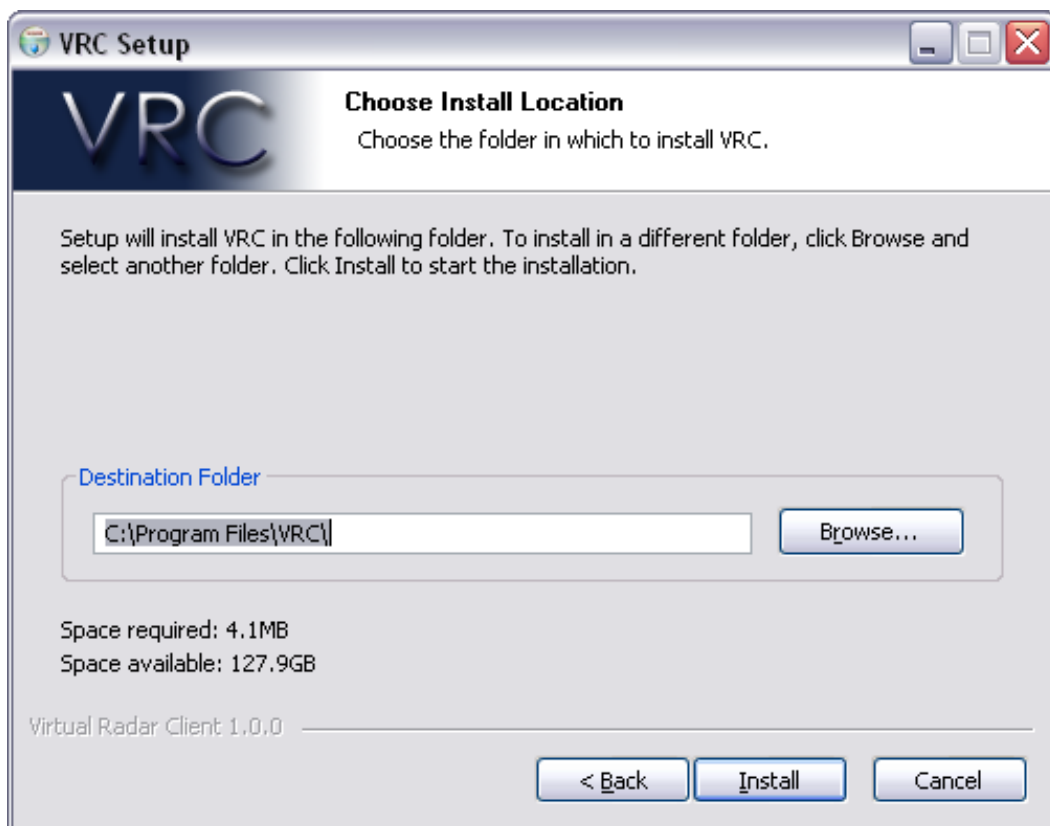 VRC Setup
VRC
Choose Install Location
Choose the folder in which to install VRC.
Setup will install VRC in the following folder. To install in a different folder, click Browse and
select another folder. Click Install to start the installation.
Destination Folder
C:\Program Files\VRC\
Browse...
Space required: 4.1MB
Space available: 127.9GB
Virtual Radar Client 1.0.0
< Back
Install
Cancel